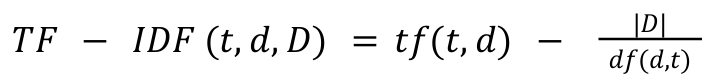 TF − IDF (t, d, D) = tf(t, d) − |D| / df(d, t)